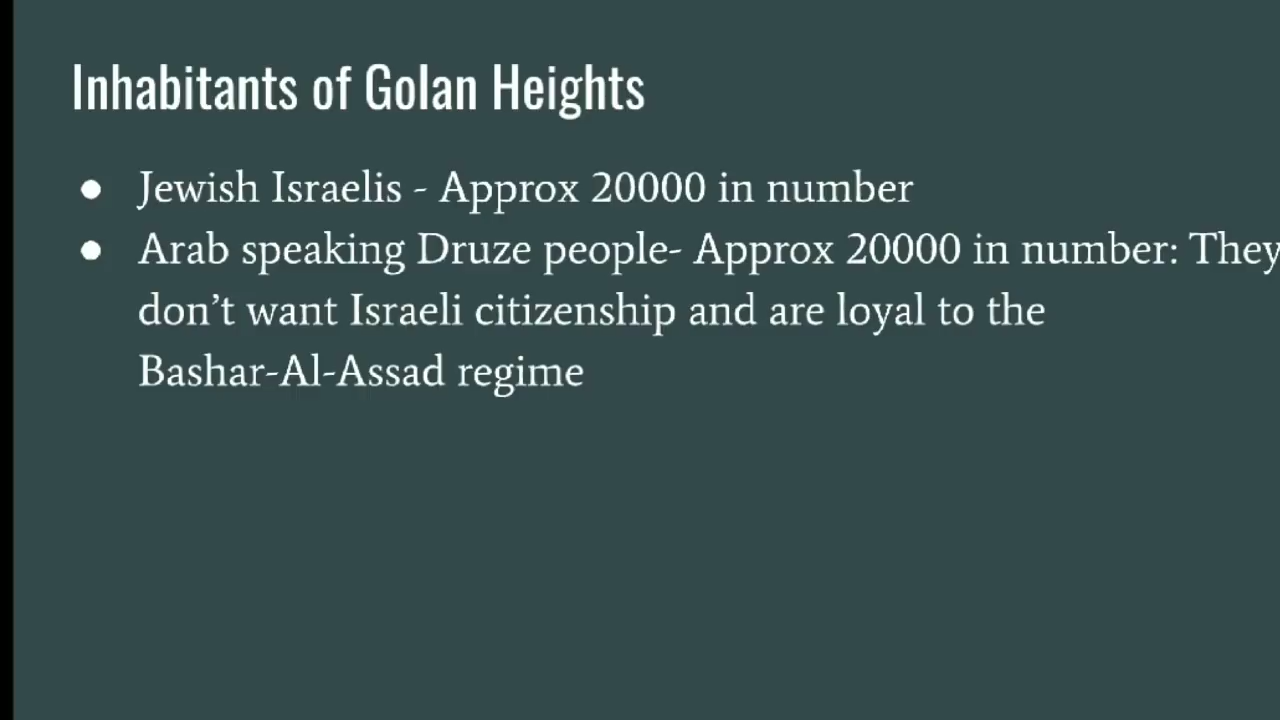 Inhabitants of Golan Heights
● Jewish Israelis - Approx 20000 in number
● Arab speaking Druze people- Approx 20000 in number: They
don’t want Israeli citizenship and are loyal to the
Bashar-Al-Assad regime